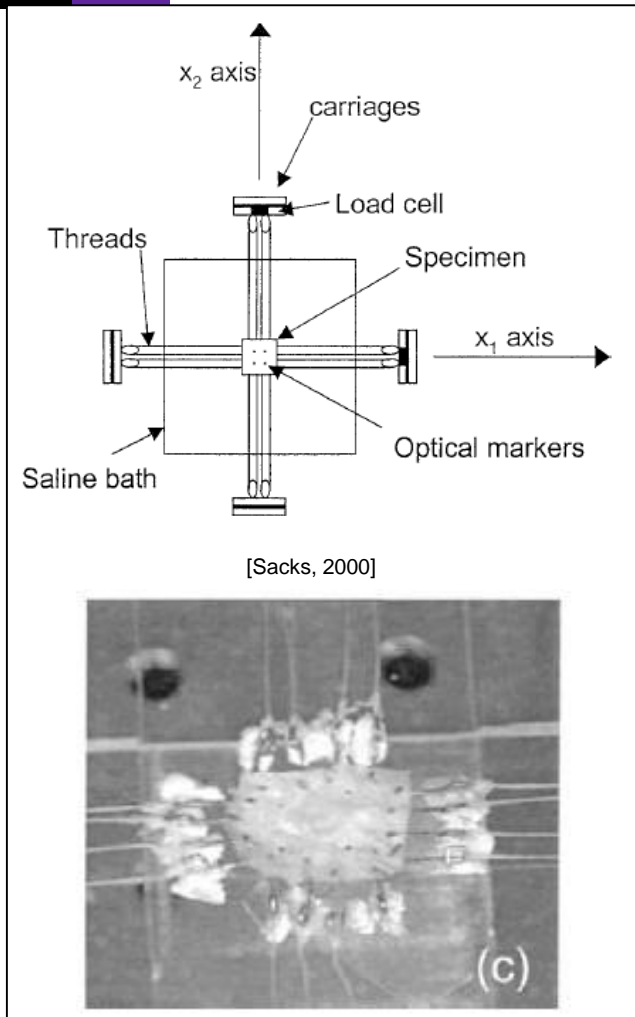 x2 axis
carriages
Load cell
Threads
Specimen
x1 axis
Optical markers
Saline bath
[Sacks, 2000]
(c)